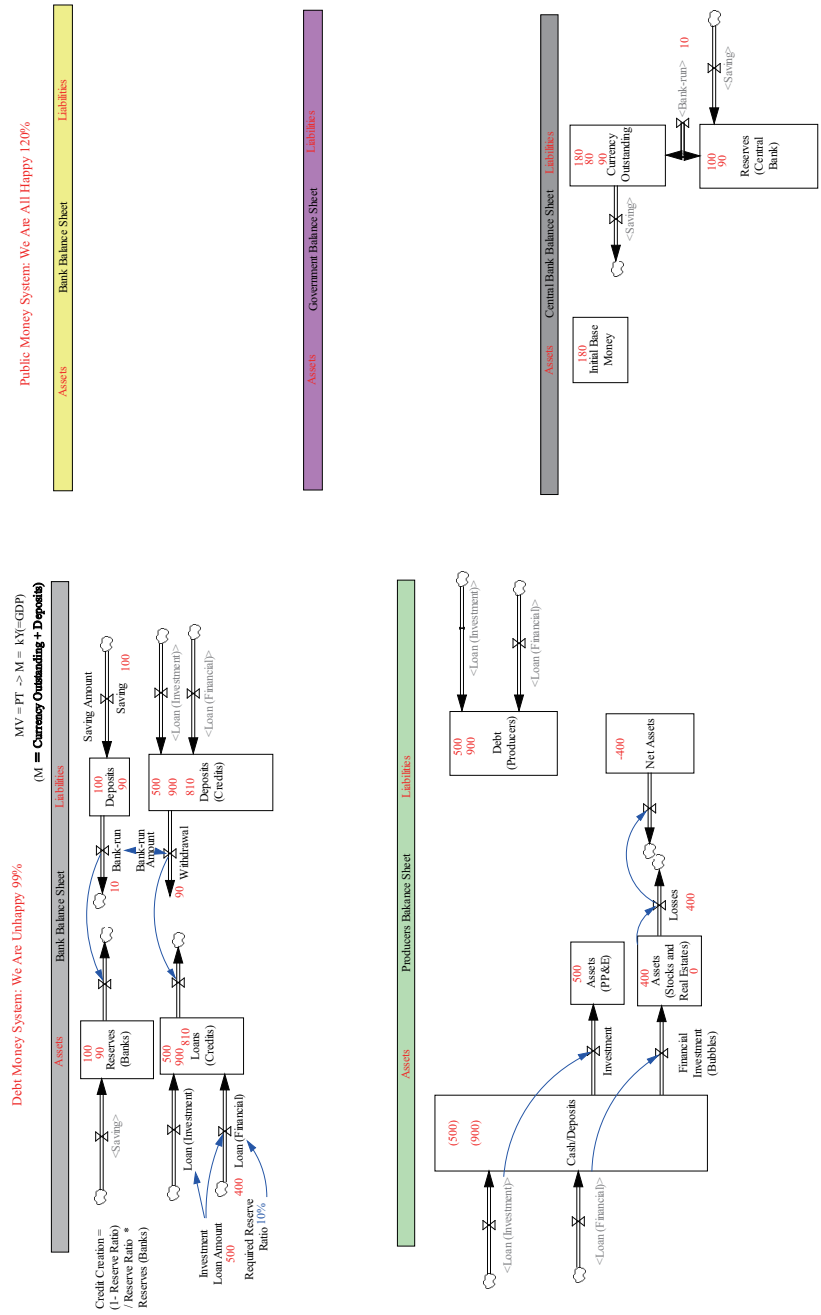 Debt Money System: We Are Unhappy 99%
MV = PT -> M = kY(=GDP)
(M = Currency Outstanding + Deposits)
Public Money System: We Are All Happy 120%
Assets Bank Balance Sheet Liabilities
Assets Bank Balance Sheet Liabilities
Credit Creation =
(1- Reserve Ratio)
/ Reserve Ratio *
Reserves (Banks)
<Saving>
100
90
Reserves
(Banks)
10
Bank-run
100
Deposits
90
Saving Amount
Saving
100
Bank-run
Amount
Loan (Investment)
500
900 810
Loans
(Credits)
90
Withdrawal
500
900
810
Deposits
(Credits)
<Loan (Investment)>
<Loan (Financial)>
Investment
Loan Amount
500
Loan (Financial)
400
Required Reserve
Ratio 10%
Assets Government Balance Sheet Liabilities
Assets Producers Bakance Sheet Liabilities
<Loan (Investment)>
<Loan (Financial)>
(500)
(900)
Cash/Deposits
Investment
500
Assets
(PP&E)
Financial
Investment
(Bubbles)
400
Assets
(Stocks and
Real Estates)
0
Losses
400
500
900
Debt
(Producers)
<Loan (Investment)>
<Loan (Financial)>
-400
Net Assets
Assets Central Bank Balance Sheet Liabilities
180
Initial Base
Money
<Saving>
180
80
90
Currency
Outstanding
<Bank-run>
10
100
90
Reserves
(Central
Bank)
<Saving>